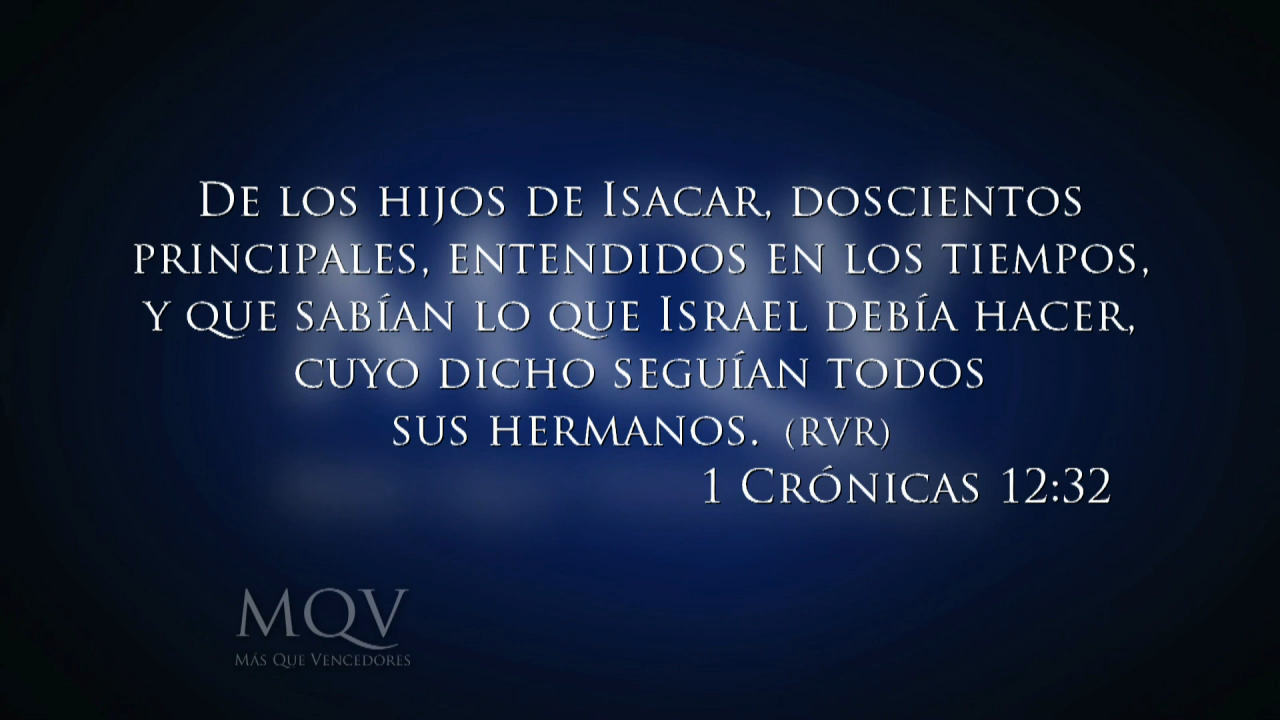 De los hijos de Isacar, doscientos
principales, entendidos en los tiempos,
y que sabían lo que Israel debía hacer,
cuyo dicho seguían todos
sus hermanos. (RVR)
1 Crónicas 12:32
MQV
Más Que Vencedores